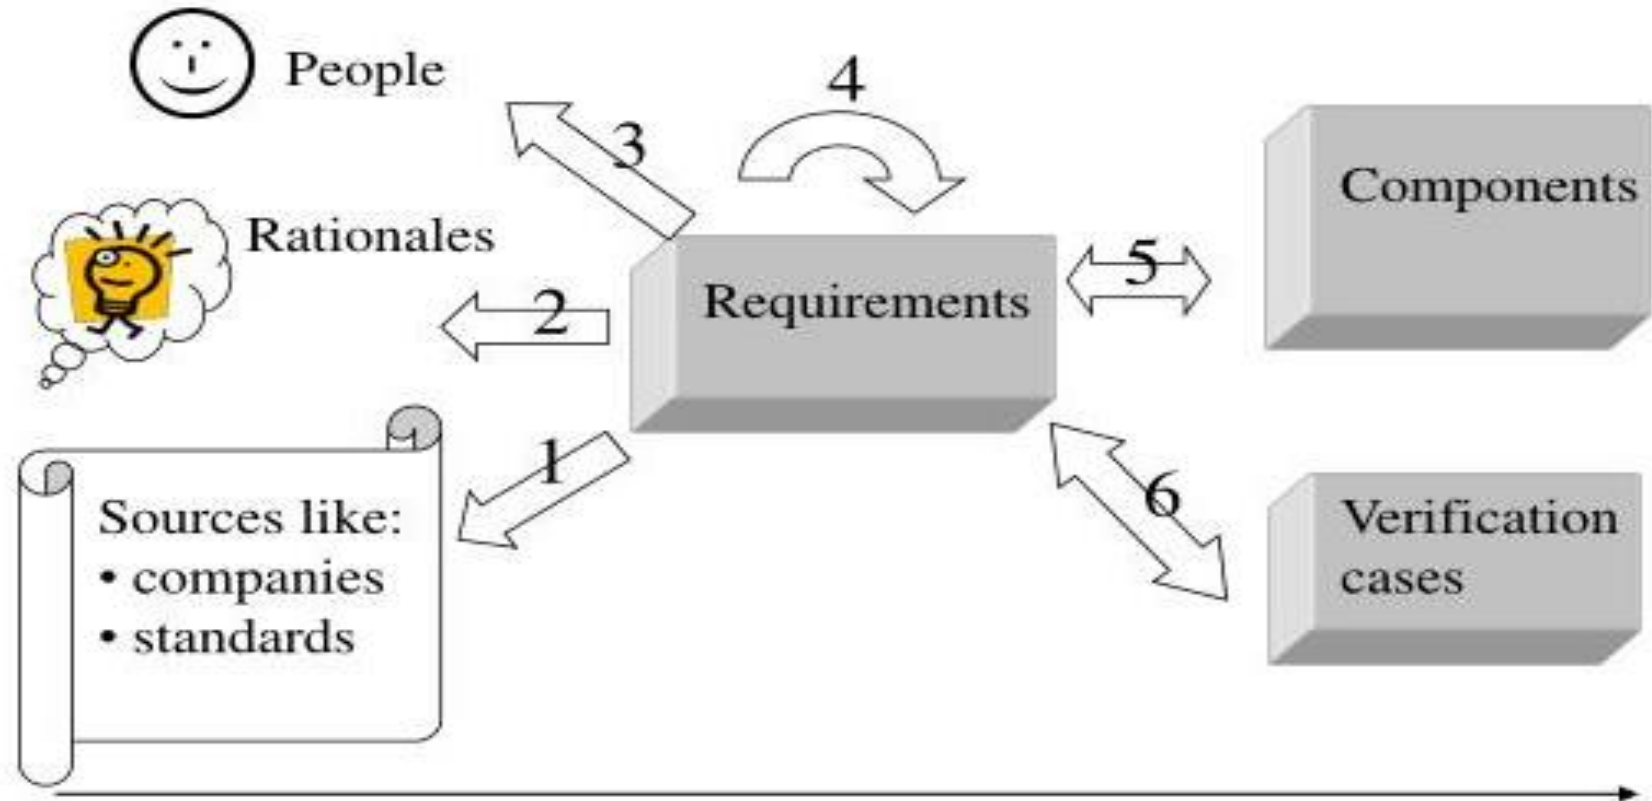 People
4
3
Components
Rationales
5
2
Requirements
1
6
Sources like:
• companies
• standards
Verification
cases